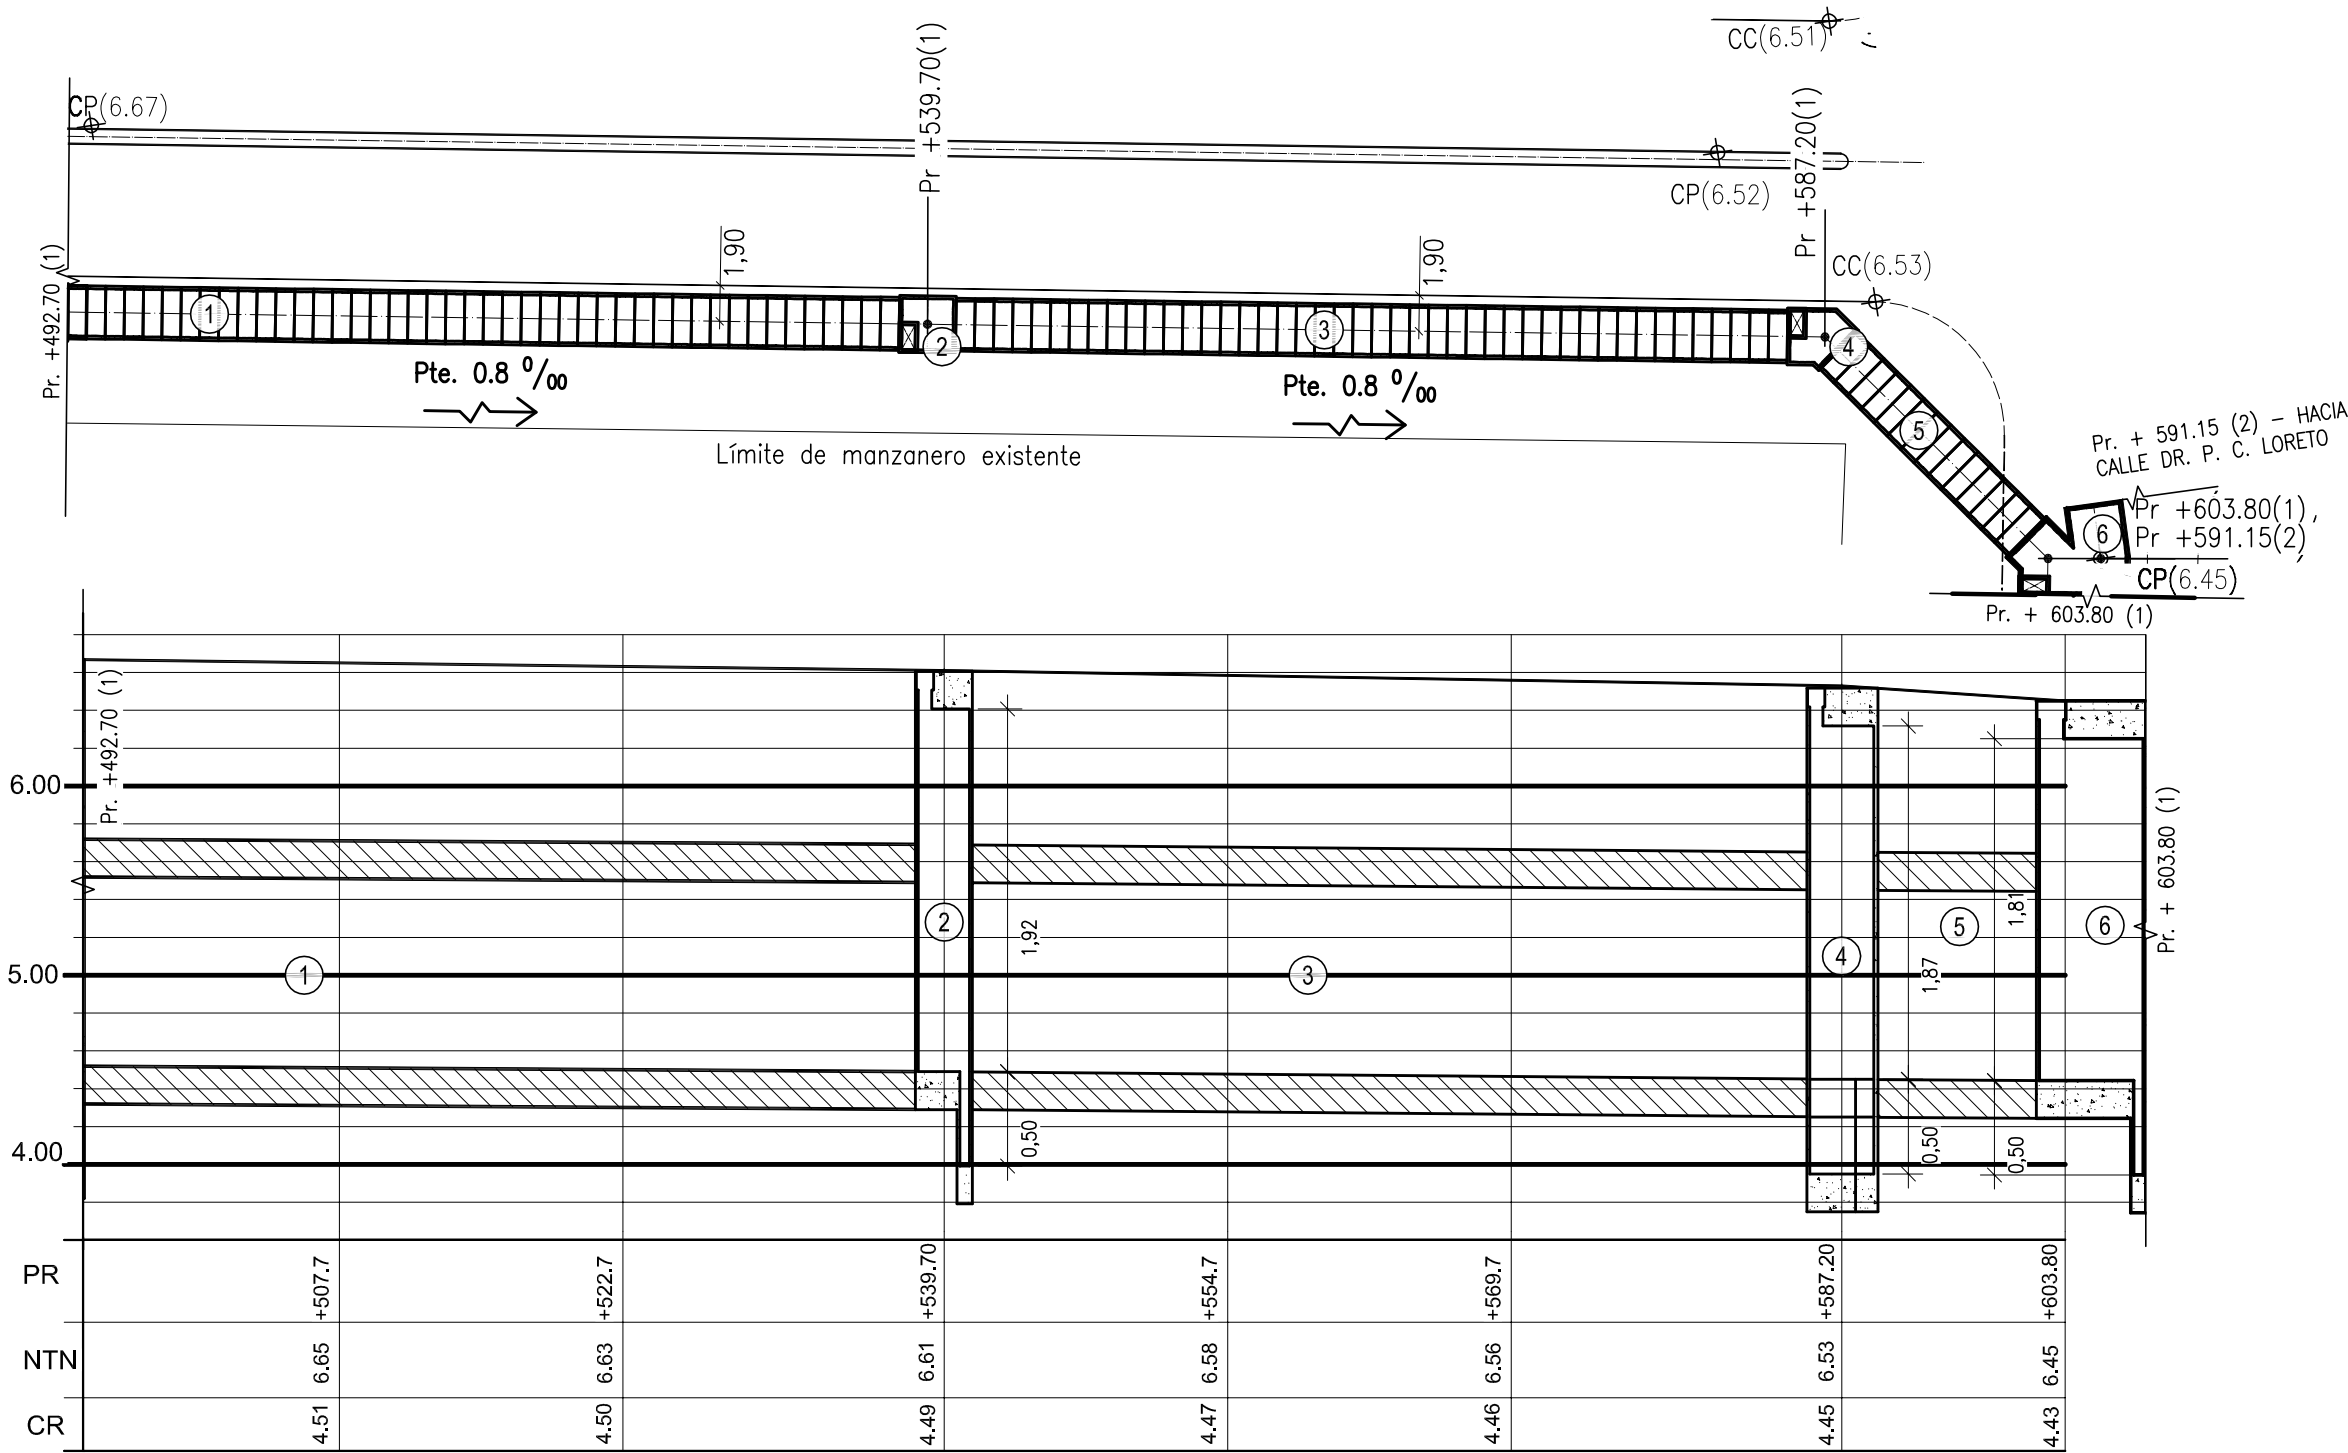 CC(6.51)
CP(6.67)
Pr +539.70(1)
Pr +587.20(1)
CP(6.52)
1,90
1,90
CC(6.53)
Pr. +492.70 (1)
1
2
3
4
5
6
Pte. 0.8 0/00
Pte. 0.8 0/00
Límite de manzanero existente
Pr. + 591.15 (2) - HACIA
CALLE DR. P. C. LORETO
Pr +603.80(1),
Pr +591.15(2),
CP(6.45)
Pr. + 603.80 (1)
Pr. +492.70 (1)
6.00
5.00
4.00
1
2
3
4
5
6
1,92
0,50
1,87
0,50
1,81
0,50
Pr. + 603.80 (1)
PR +507.7 +522.7 +539.70 +554.7 +569.7 +587.20 +603.80
NTN 6.65 6.63 6.61 6.58 6.56 6.53 6.45
CR 4.51 4.50 4.49 4.47 4.46 4.45 4.43